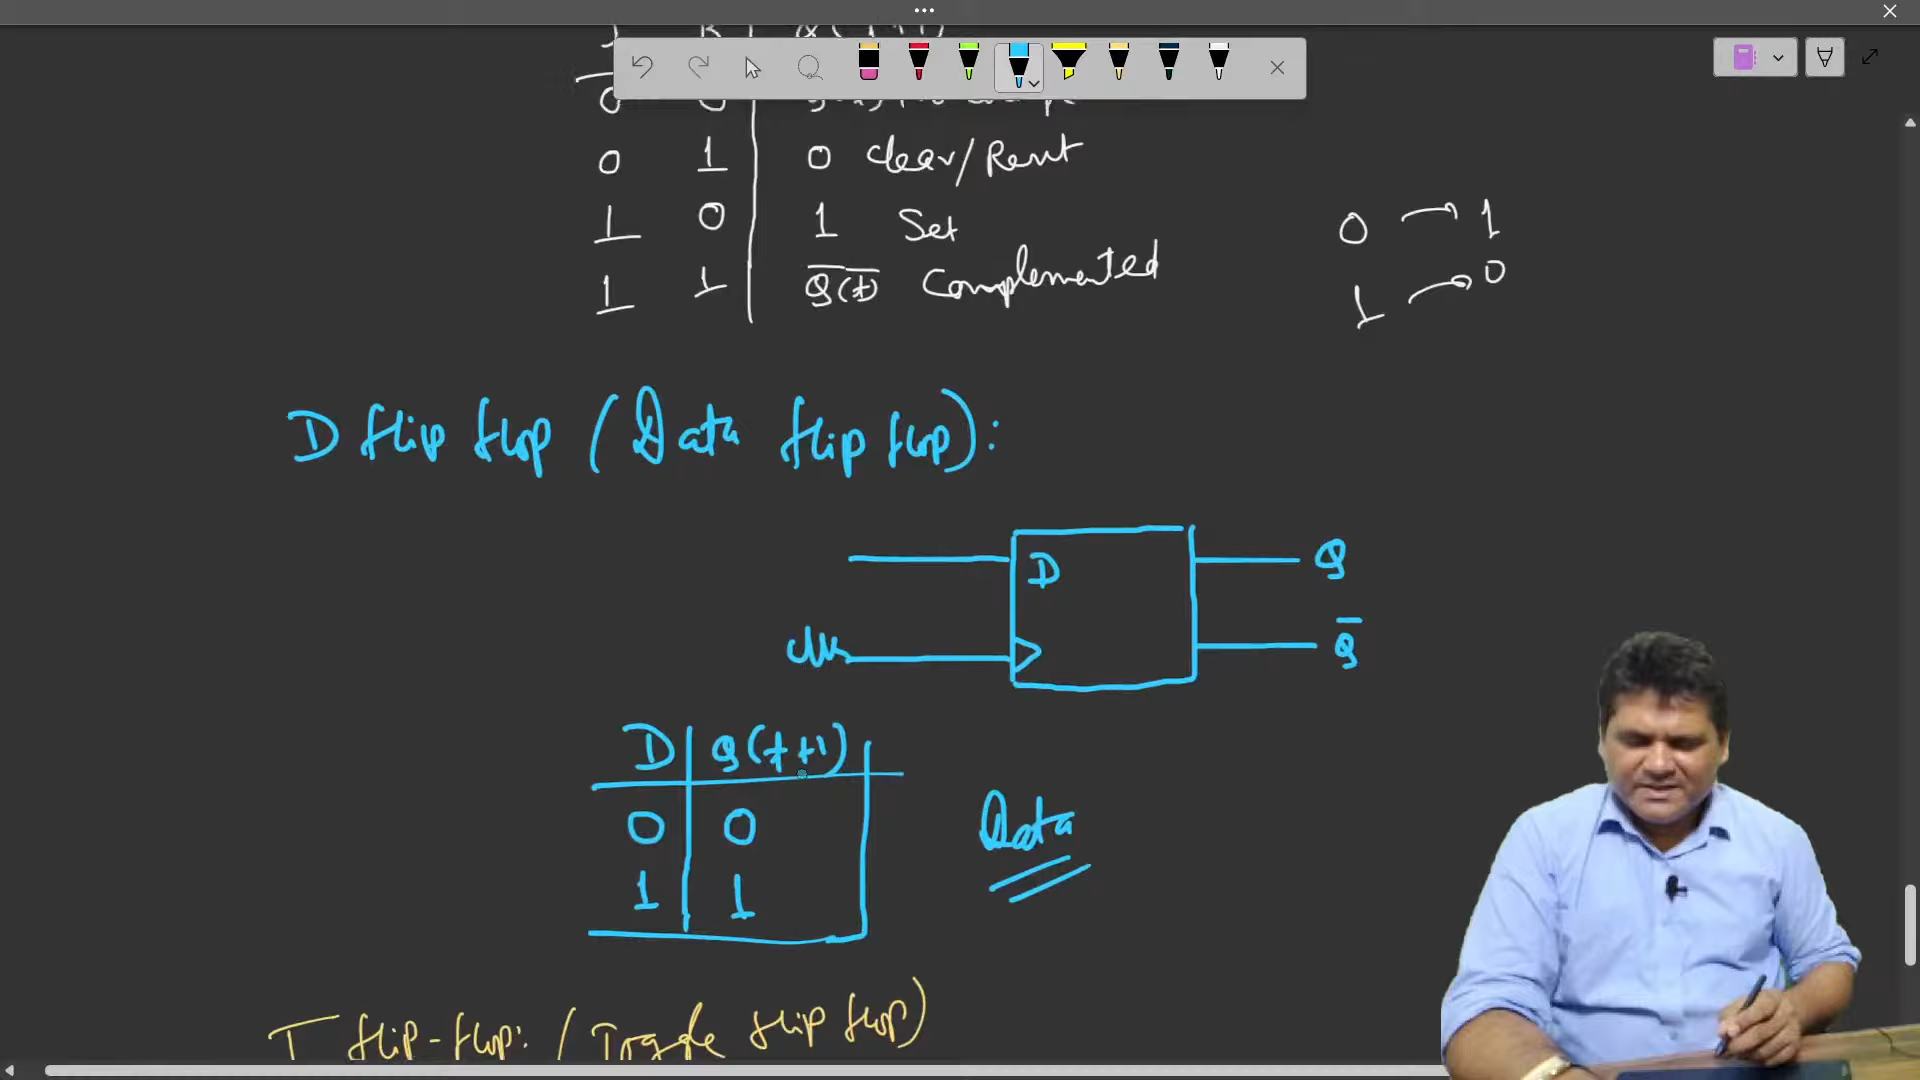 0 1 0 Clear/Reset
1 0 1 Set
1 1 Q(t) Complemented
0 → 1
1 → 0
D flip flop (Data flip flop):
D Q
clk Q̅
D Q(t+1)
0 0
1 1
Data
T flip-flop: (Toggle flip flop)